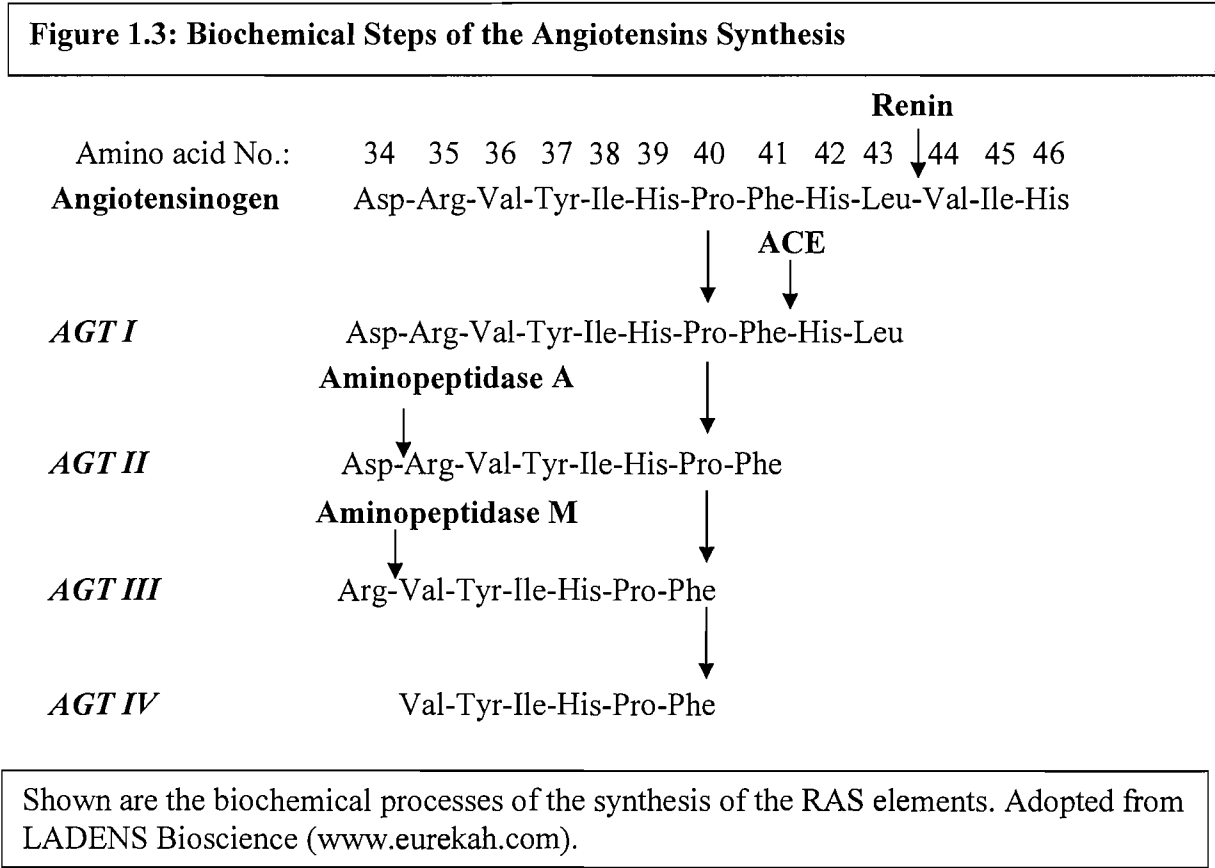 Figure 1.3: Biochemical Steps of the Angiotensins Synthesis
Renin
Amino acid No.: 34 35 36 37 38 39 40 41 42 43 44 45 46
Angiotensinogen Asp-Arg-Val-Tyr-Ile-His-Pro-Phe-His-Leu-Val-Ile-His
ACE
AGT I Asp-Arg-Val-Tyr-Ile-His-Pro-Phe-His-Leu
Aminopeptidase A
AGT II Asp-Arg-Val-Tyr-Ile-His-Pro-Phe
Aminopeptidase M
AGT III Arg-Val-Tyr-Ile-His-Pro-Phe
AGT IV Val-Tyr-Ile-His-Pro-Phe
Shown are the biochemical processes of the synthesis of the RAS elements. Adopted from
LADENS Bioscience (www.eurekah.com).